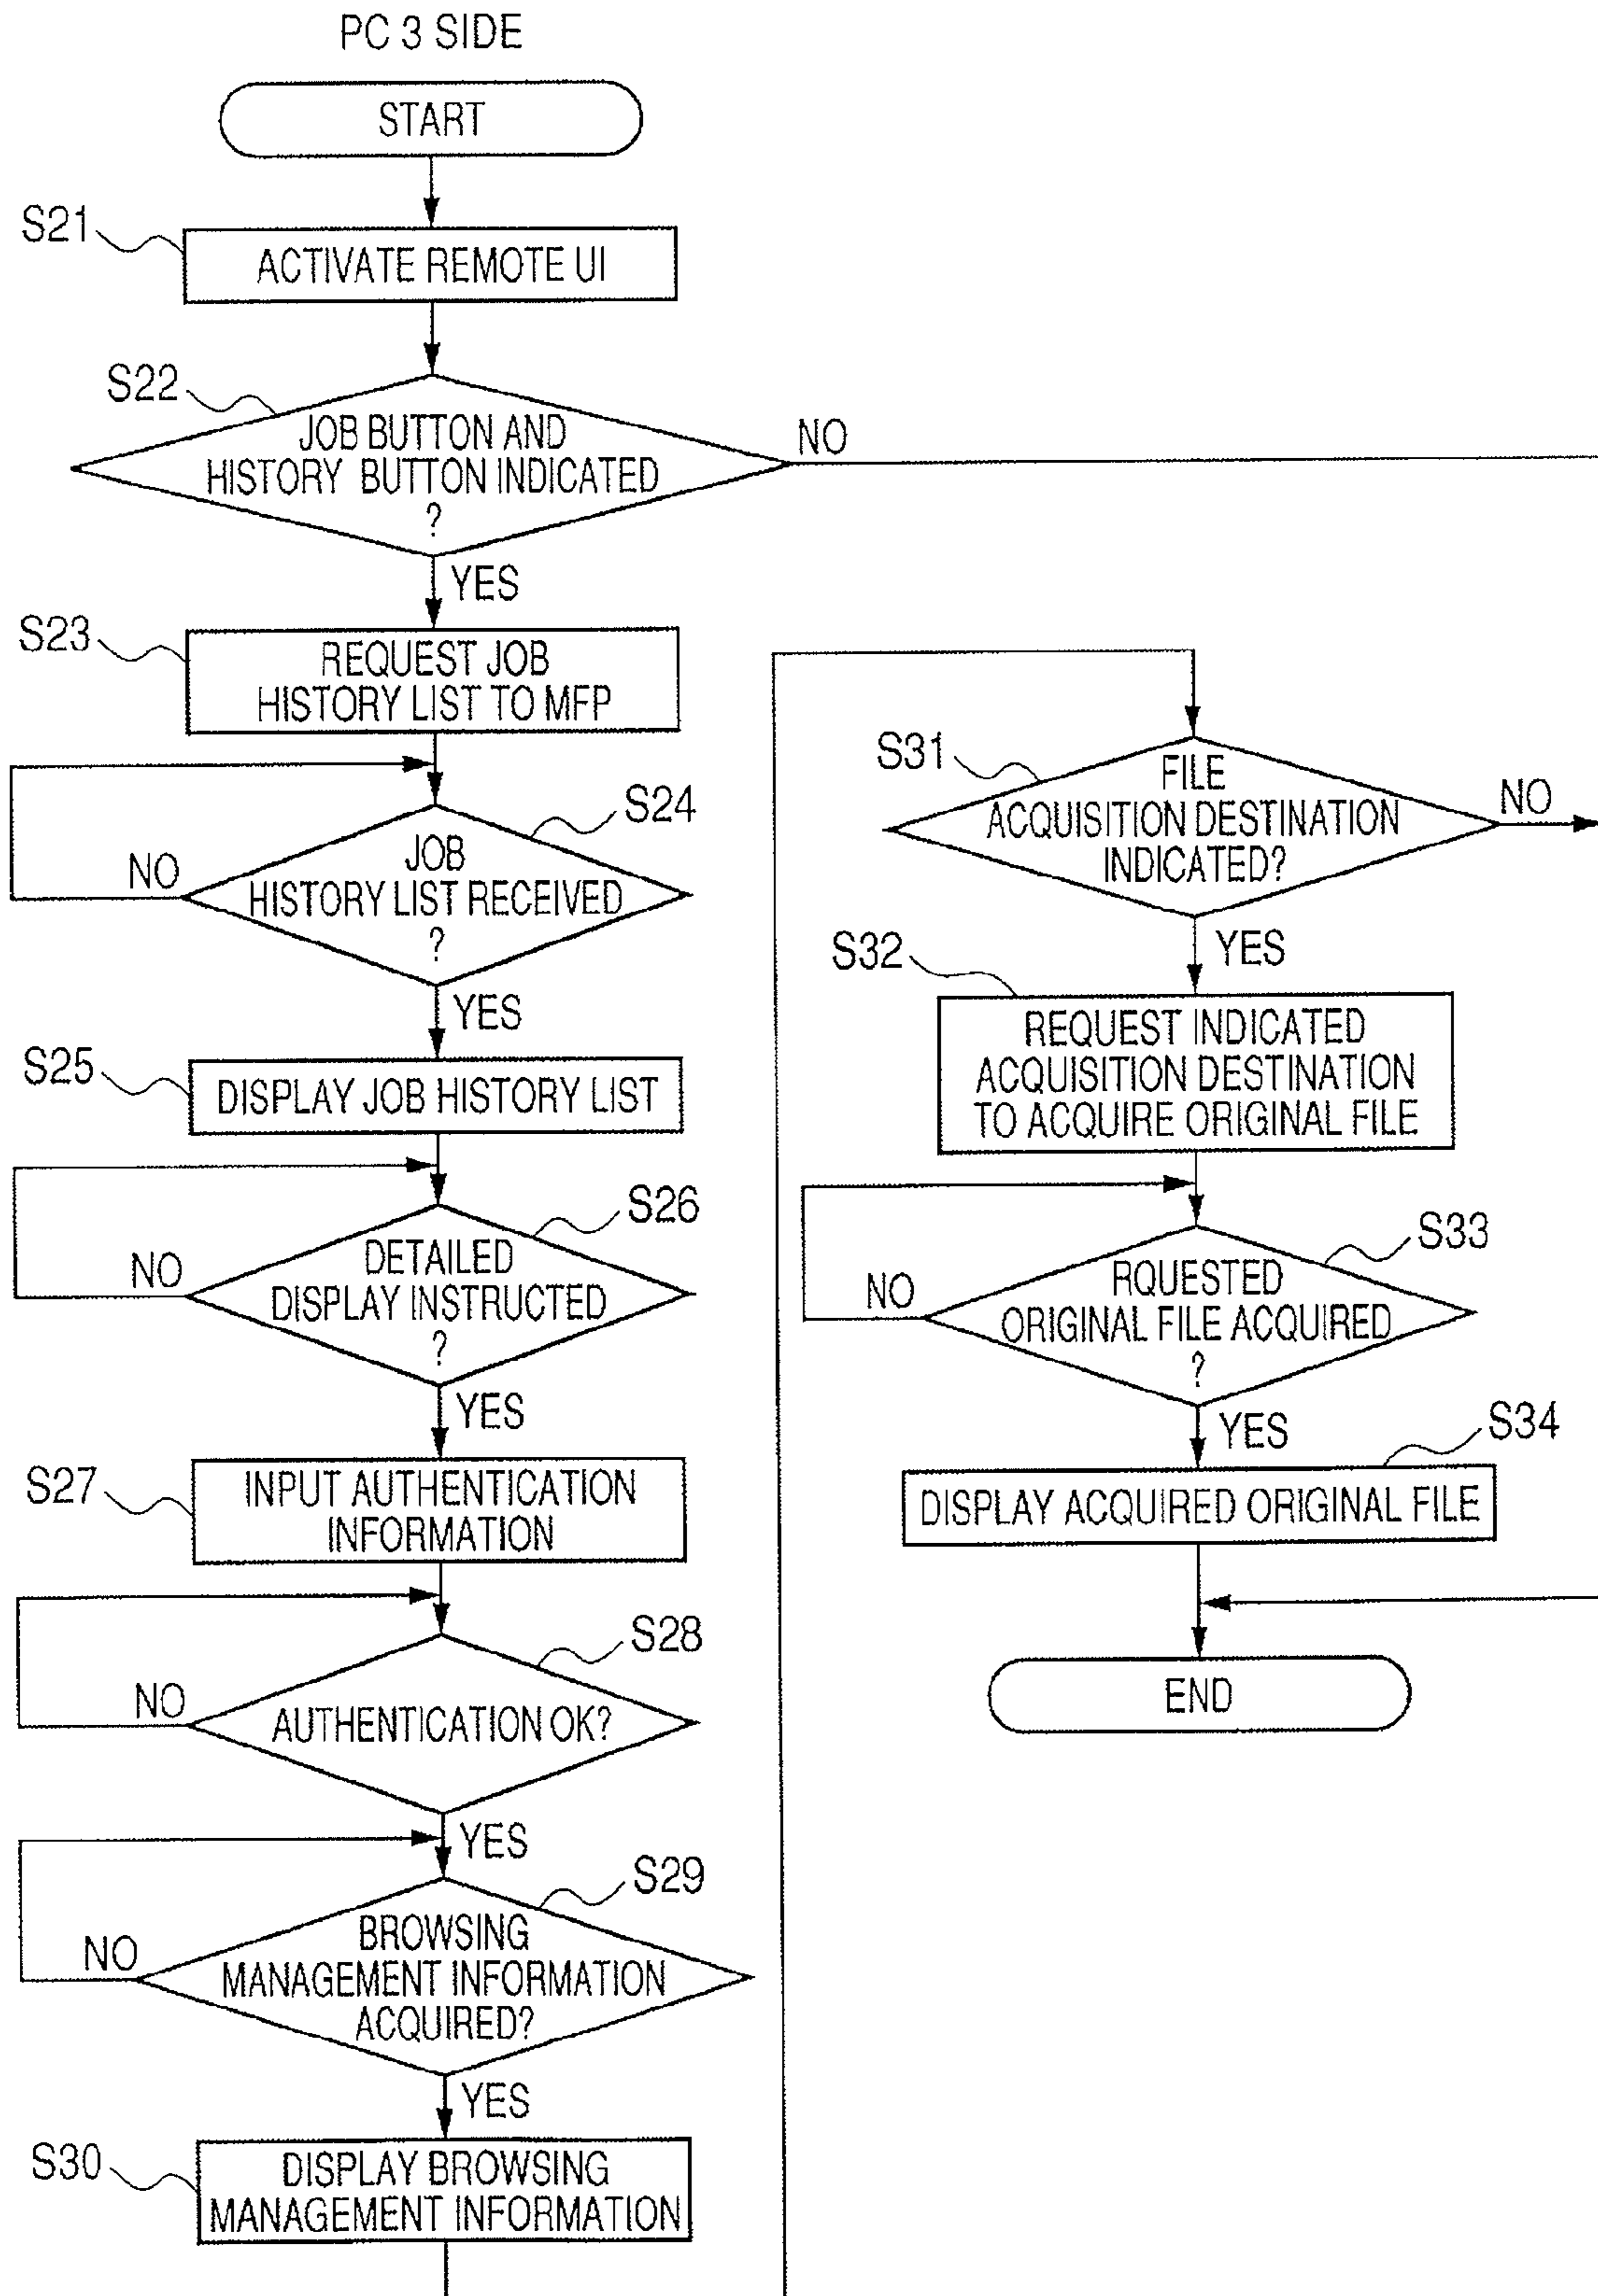 PC 3 SIDE
START
S21
ACTIVATE REMOTE UI
S22
JOB BUTTON AND
HISTORY BUTTON INDICATED
?
NO
YES
S23
REQUEST JOB
HISTORY LIST TO MFP
S24
JOB
HISTORY LIST RECEIVED
?
NO
YES
S25
DISPLAY JOB HISTORY LIST
S26
DETAILED
DISPLAY INSTRUCTED
?
NO
YES
S27
INPUT AUTHENTICATION
INFORMATION
S28
AUTHENTICATION OK?
NO
YES
S29
BROWSING
MANAGEMENT INFORMATION
ACQUIRED?
NO
YES
S30
DISPLAY BROWSING
MANAGEMENT INFORMATION
S31
FILE
ACQUISITION DESTINATION
INDICATED?
NO
YES
S32
REQUEST INDICATED
ACQUISITION DESTINATION
TO ACQUIRE ORIGINAL FILE
S33
RQUESTED
ORIGINAL FILE ACQUIRED
?
NO
YES
S34
DISPLAY ACQUIRED ORIGINAL FILE
END